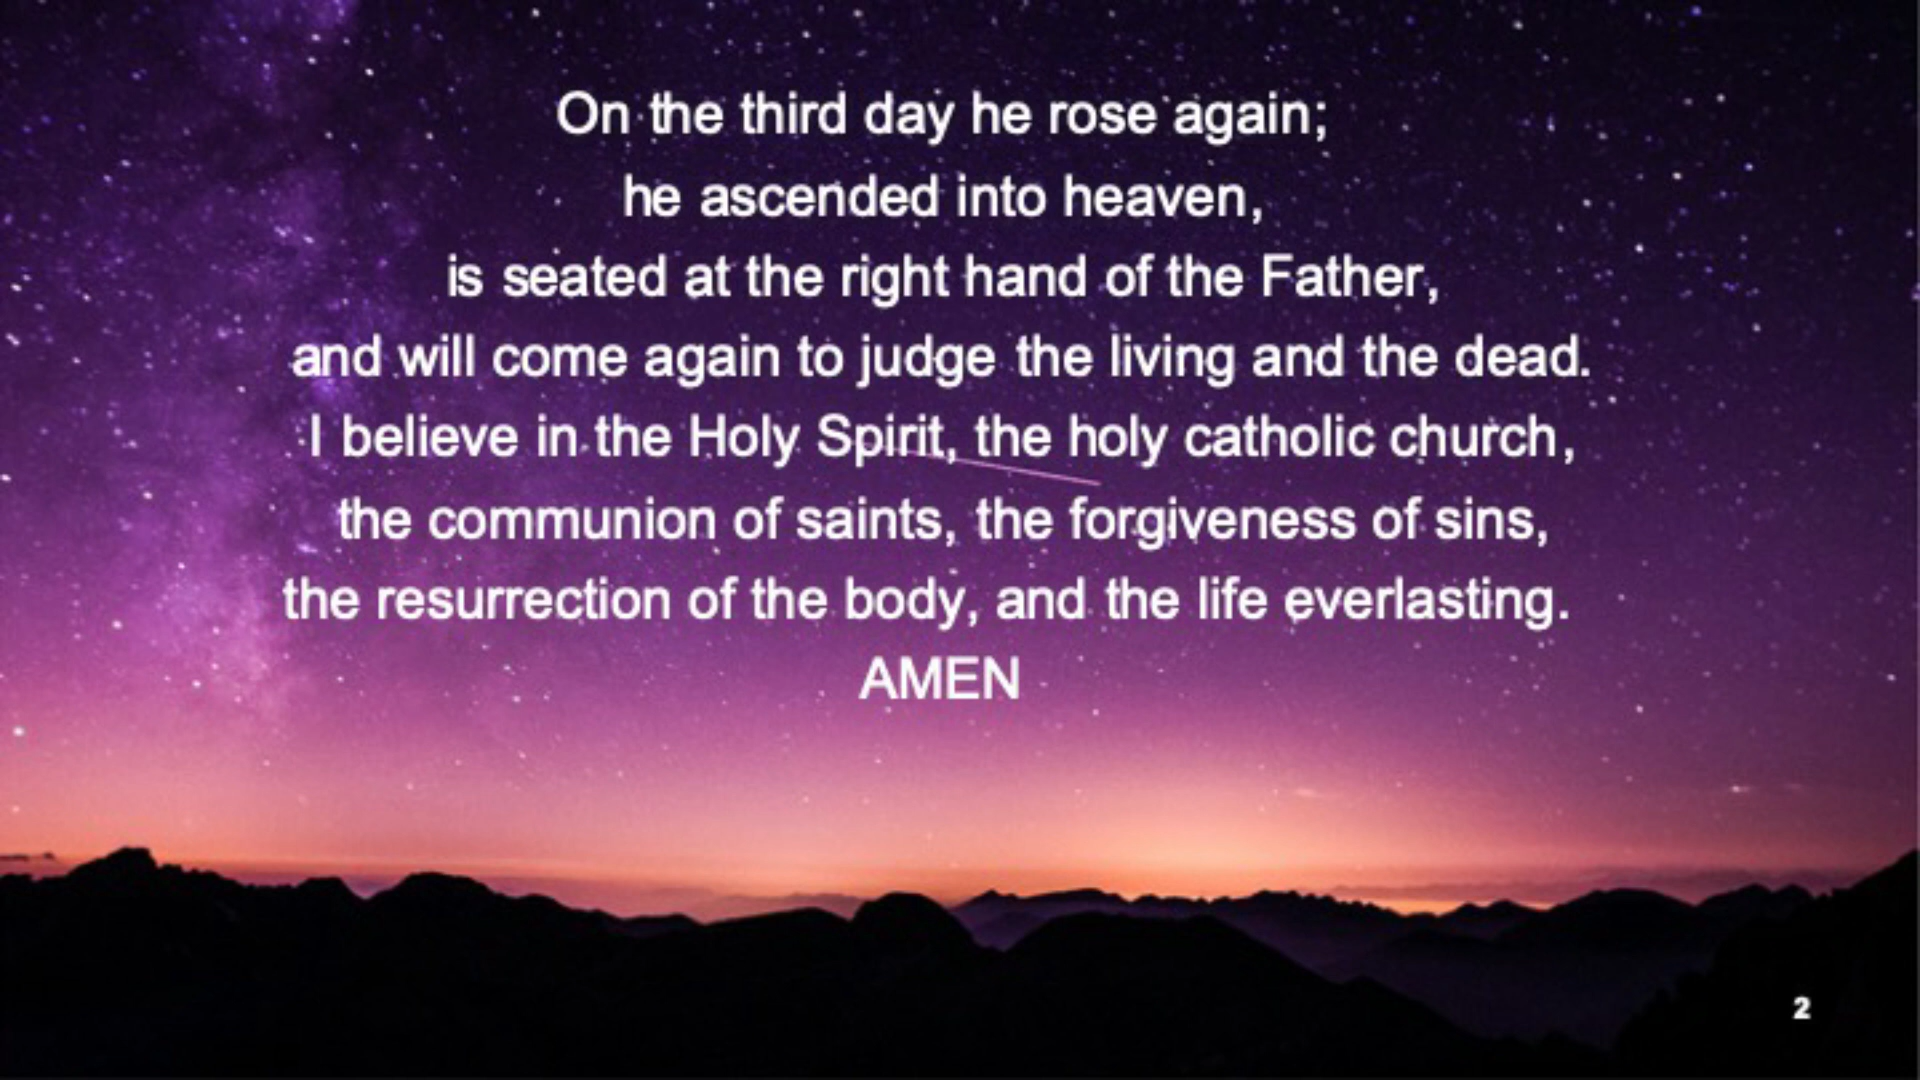 On the third day he rose again;
he ascended into heaven,
is seated at the right hand of the Father,
and will come again to judge the living and the dead.
I believe in the Holy Spirit, the holy catholic church,
the communion of saints, the forgiveness of sins,
the resurrection of the body, and the life everlasting.
AMEN
2